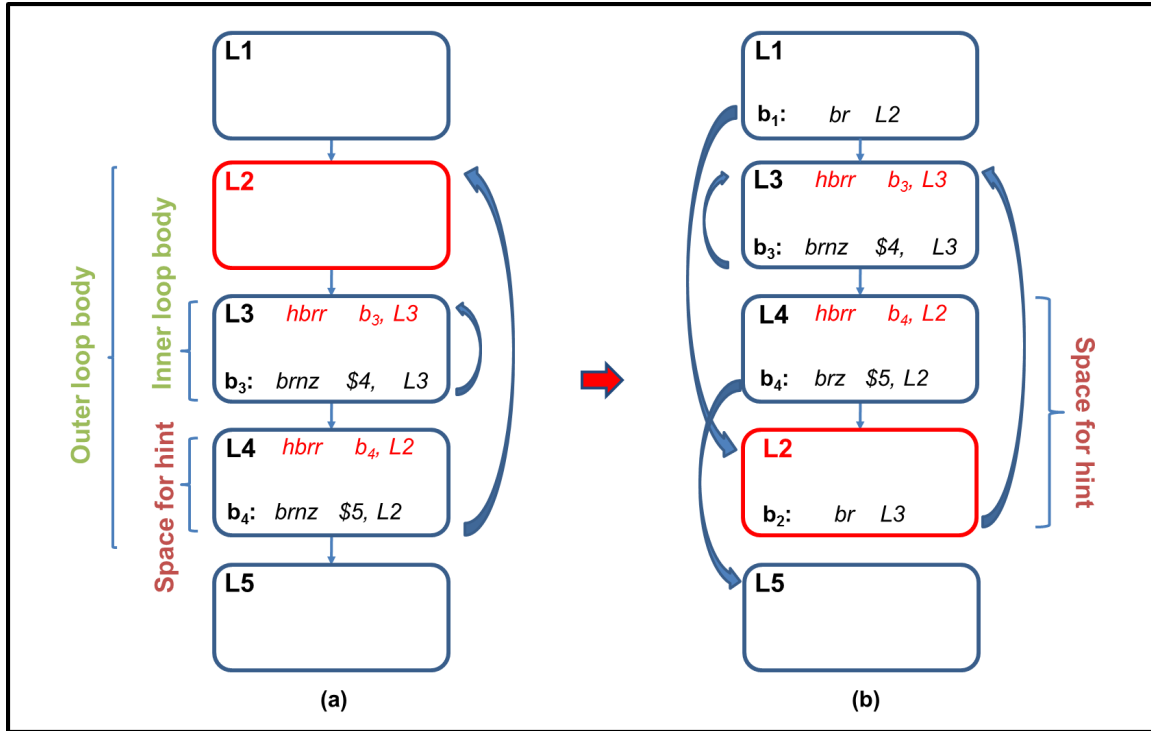 L1
L2
L3 hbrr b₃, L3
b₃: brnz $4, L3
L4 hbrr b₄, L2
b₄: brnz $5, L2
L5
Outer loop body
Inner loop body
Space for hint
(a)
L1
b₁: br L2
L3 hbrr b₃, L3
b₃: brnz $4, L3
L4 hbrr b₄, L2
b₄: brz $5, L2
L2
b₂: br L3
L5
Space for hint
(b)